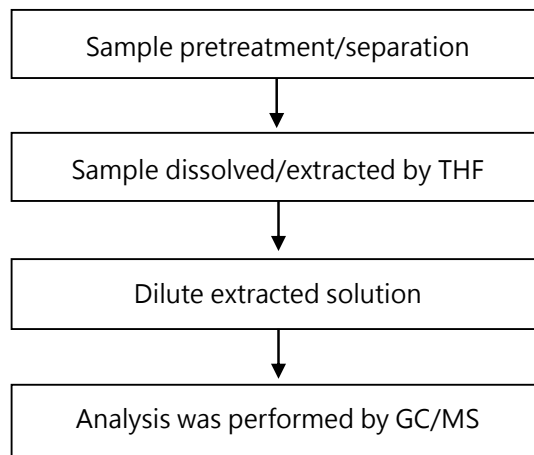 Sample pretreatment/separation
Sample dissolved/extracted by THF
Dilute extracted solution
Analysis was performed by GC/MS